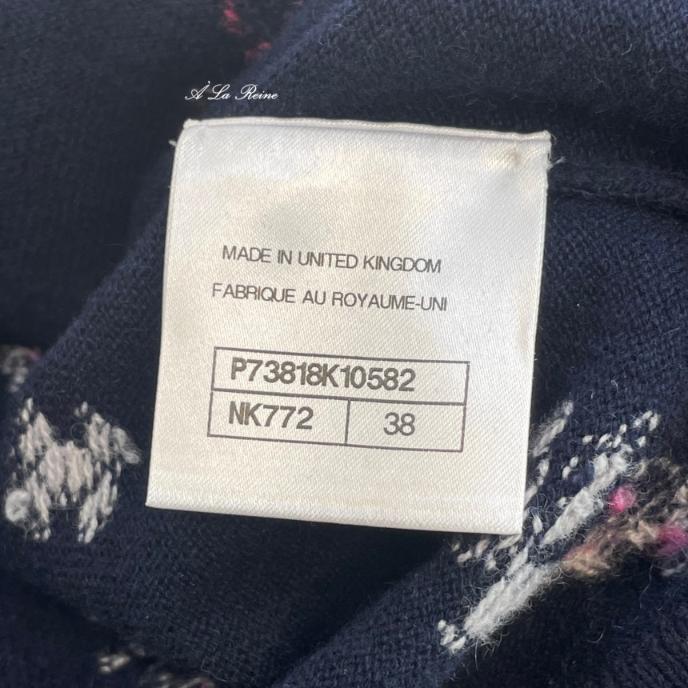 À La Reine
MADE IN UNITED KINGDOM
FABRIQUE AU ROYAUME-UNI
P73818K10582
NK772 38